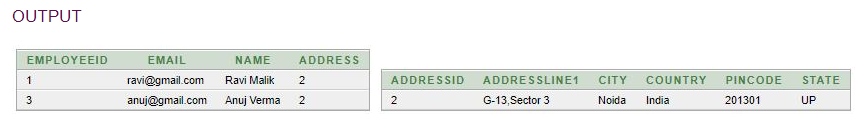 OUTPUT
EMPLOYEEID EMAIL NAME ADDRESS
1 ravi@gmail.com Ravi Malik 2
3 anuj@gmail.com Anuj Verma 2
ADDRESSID ADDRESSLINE1 CITY COUNTRY PINCODE STATE
2 G-13,Sector 3 Noida India 201301 UP